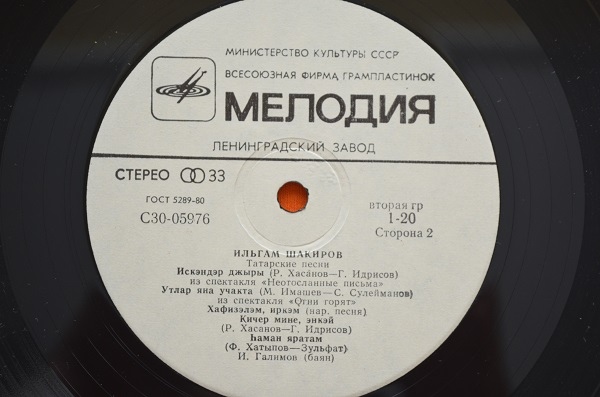 МИНИСТЕРСТВО КУЛЬТУРЫ СССР
ВСЕСОЮЗНАЯ ФИРМА ГРАМПЛАСТИНОК
МЕЛОДИЯ
ЛЕНИНГРАДСКИЙ ЗАВОД
СТЕРЕО 33
ГОСТ 5289-80
С30-05976
вторая гр
1-20
Сторона 2
ИЛЬГАМ ШАКИРОВ
Татарские песни
Искэндэр джыры (Р. Хасанов—Г. Идрисов)
из спектакля «Неотосланные письма»
Утлар яна учакта (М. Имашев—С. Сулейманов)
из спектакля «Огни горят»
Хафизэлэм, иркэм (нар. песня)
Кичер мине, энкэй
(Р. Хасанов—Г. Идрисов)
Һаман яратам
(Ф. Хатыпов—Зульфат)
И. Галимов (баян)